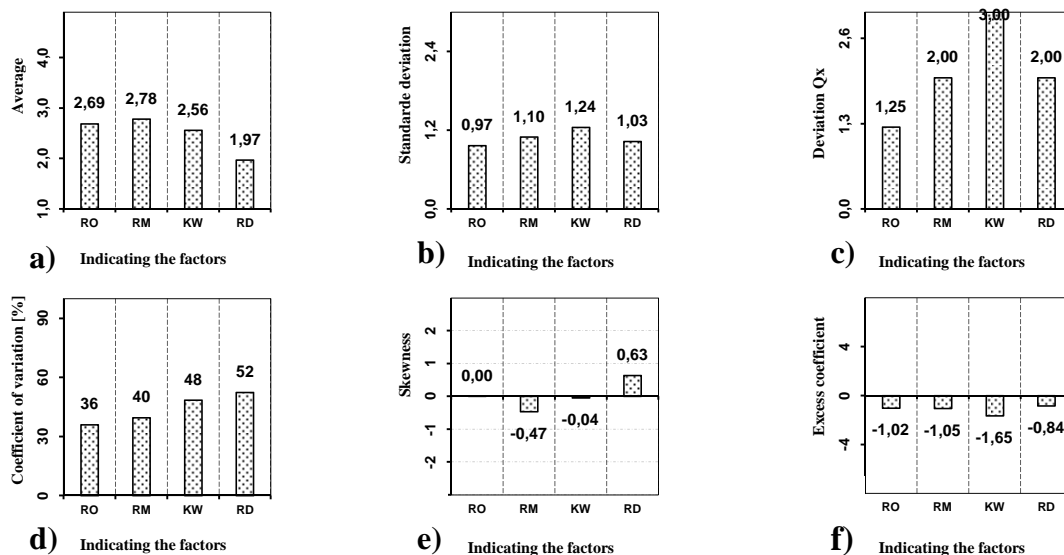 Average
4,0
3,0
2,0
1,0
2,69
2,78
2,56
1,97
RO RM KW RD
a) Indicating the factors
Standarde deviation
2,4
1,2
0,0
0,97
1,10
1,24
1,03
RO RM KW RD
b) Indicating the factors
Deviation Qx
2,6
1,3
0,0
1,25
2,00
3,00
2,00
RO RM KW RD
c) Indicating the factors
Coefficient of variation [%]
90
60
30
0
36
40
48
52
RO RM KW RD
d) Indicating the factors
Skewness
2
1
0
-1
-2
0,00
-0,47
-0,04
0,63
RO RM KW RD
e) Indicating the factors
Excess coefficient
4
0
-4
-1,02
-1,05
-1,65
-0,84
RO RM KW RD
f) Indicating the factors